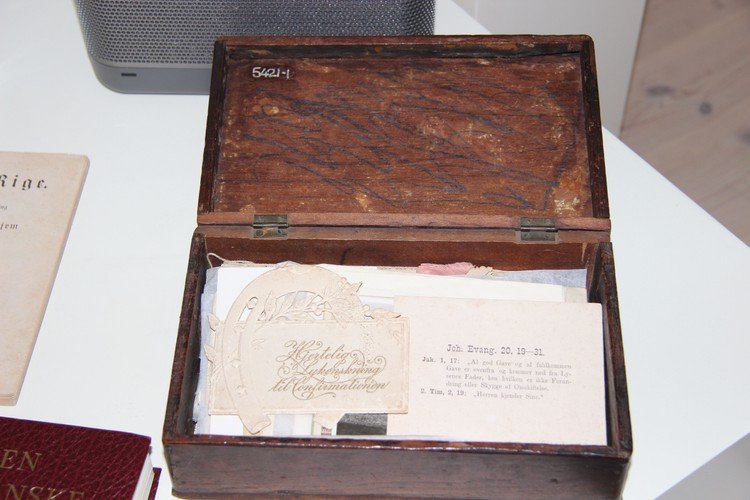 5421-1
Rige.
jem
Hjertelig
Lykønskning
til Confirmationen
Joh. Evang. 20, 19—31.
Jak. 1, 17: „Al god Gave og al fuldkommen
Gave er ovenfra og kommer ned fra Ly-
senes Fader, hos hvilken er ikke Foran-
dring eller Skygge af Omskiftelse.
2. Tim, 2, 19: „Herren kjender Sine."
EN
NSKE